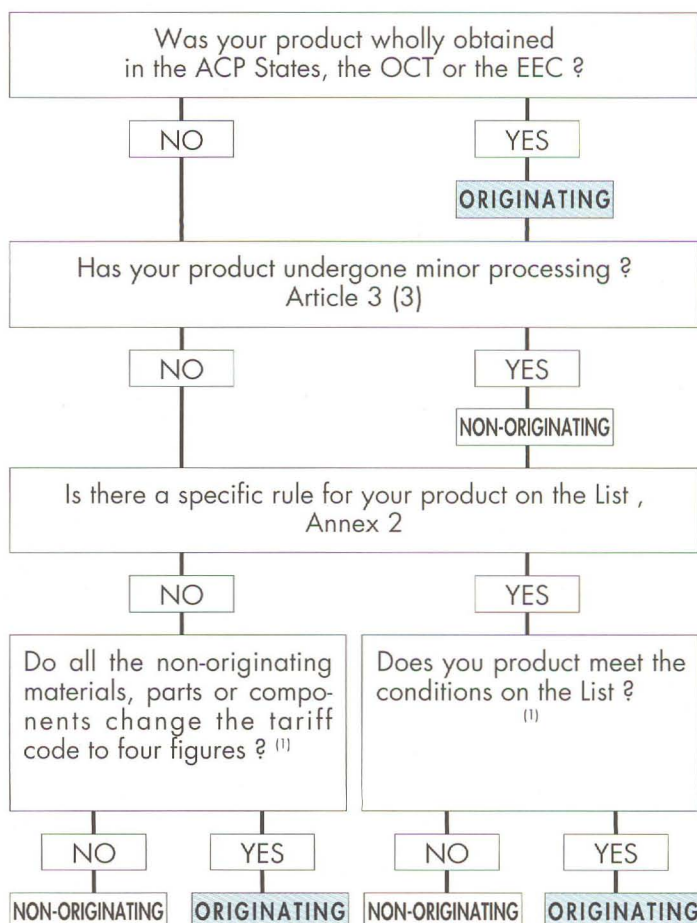 Was your product wholly obtained
in the ACP States, the OCT or the EEC ?
NO
YES
ORIGINATING
Has your product undergone minor processing ?
Article 3 (3)
NO
YES
NON-ORIGINATING
Is there a specific rule for your product on the List ,
Annex 2
NO
YES
Do all the non-originating
materials, parts or compo-
nents change the tariff
code to four figures ? (1)
Does you product meet the
conditions on the List ?
(1)
NO
YES
NO
YES
NON-ORIGINATING
ORIGINATING
NON-ORIGINATING
ORIGINATING